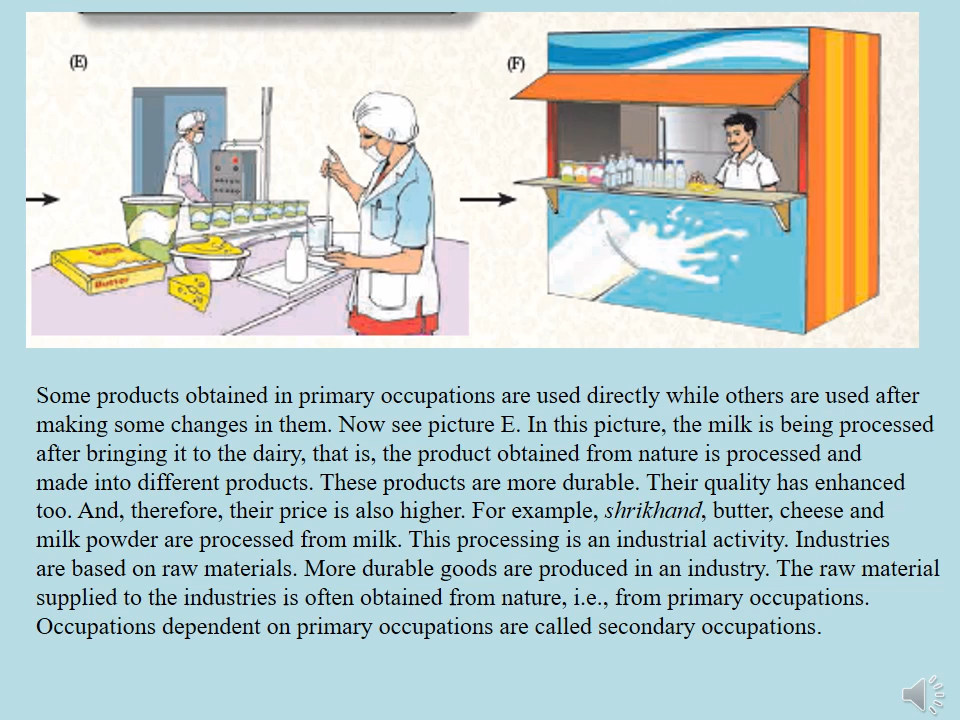 (E)
(F)
Butter
Some products obtained in primary occupations are used directly while others are used after
making some changes in them. Now see picture E. In this picture, the milk is being processed
after bringing it to the dairy, that is, the product obtained from nature is processed and
made into different products. These products are more durable. Their quality has enhanced
too. And, therefore, their price is also higher. For example, shrikhand, butter, cheese and
milk powder are processed from milk. This processing is an industrial activity. Industries
are based on raw materials. More durable goods are produced in an industry. The raw material
supplied to the industries is often obtained from nature, i.e., from primary occupations.
Occupations dependent on primary occupations are called secondary occupations.